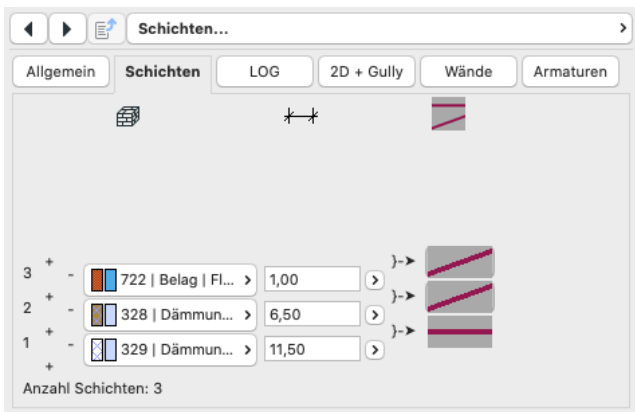 Schichten...
Allgemein Schichten LOG 2D + Gully Wände Armaturen
+
3 - 722 | Belag | Fl... 1,00
+
2 - 328 | Dämmun... 6,50
+
1 - 329 | Dämmun... 11,50
+
Anzahl Schichten: 3